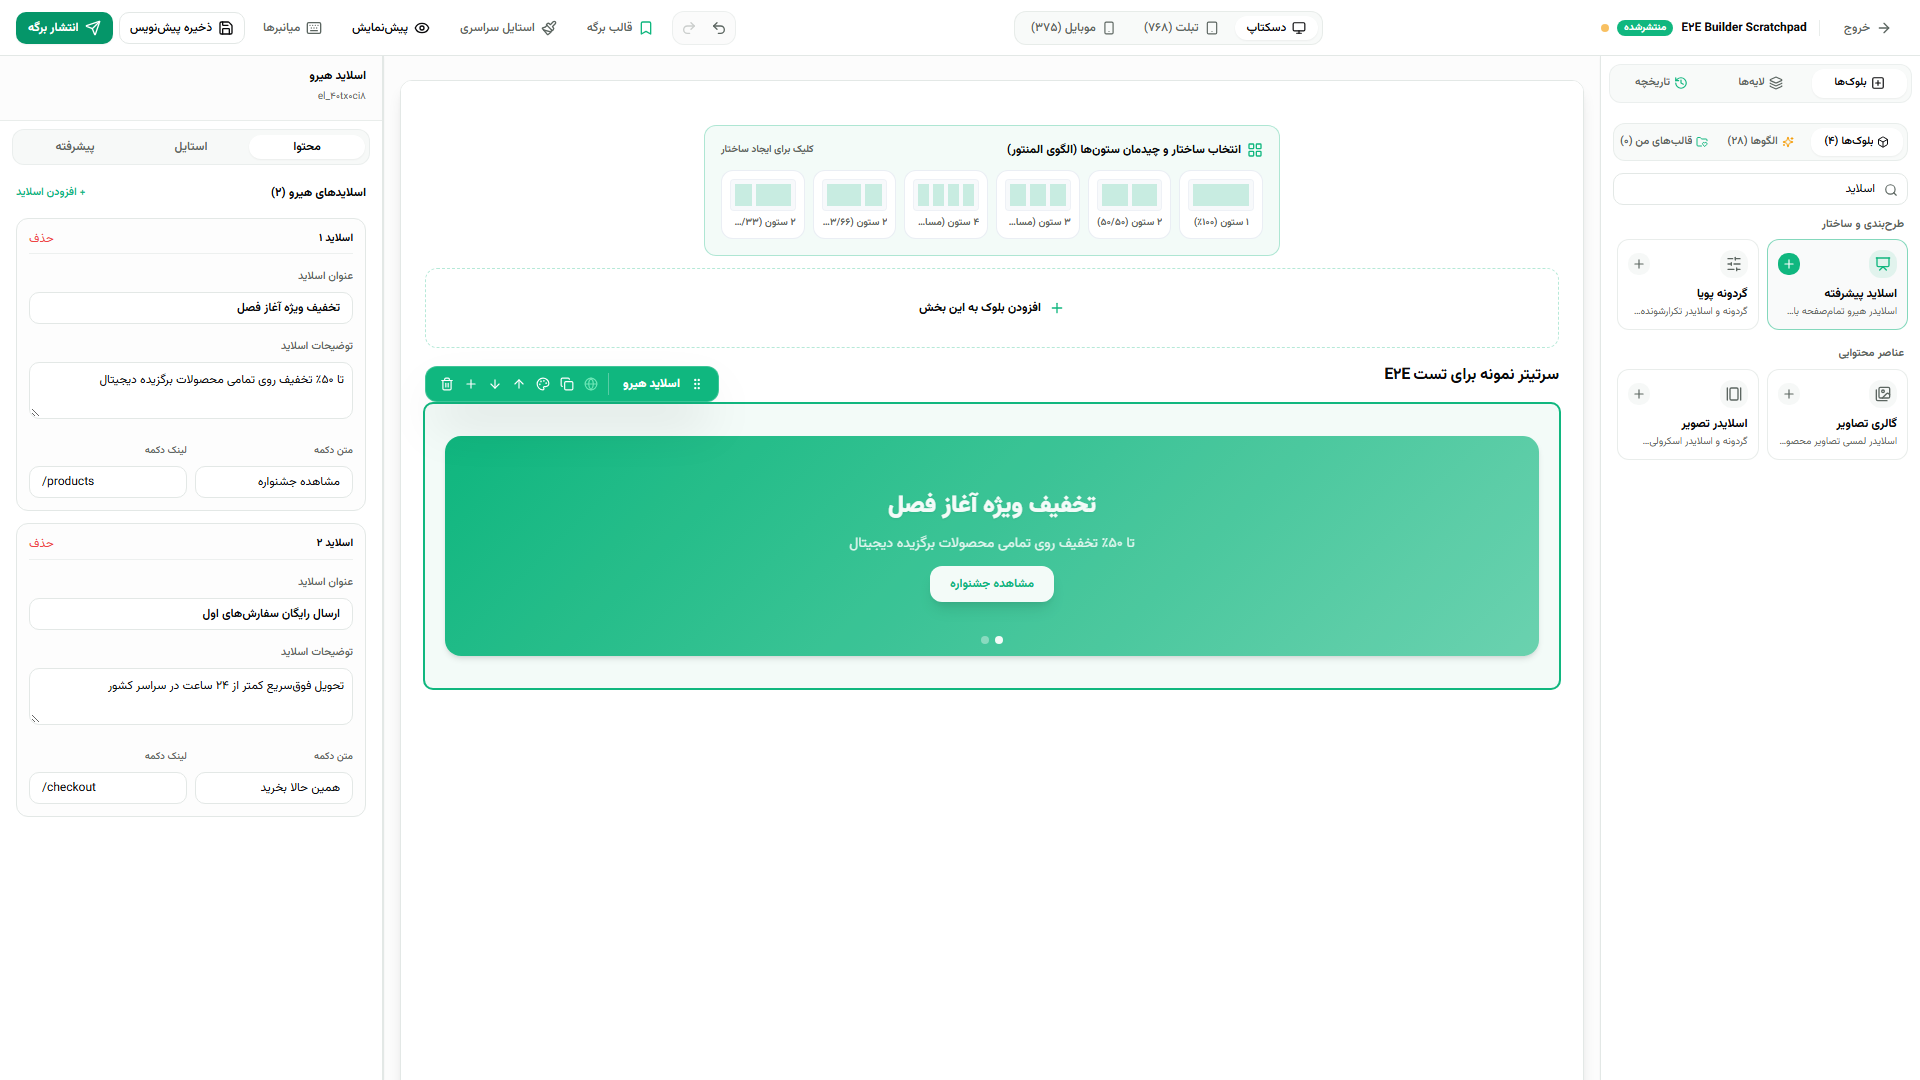 خروج
E۲E Builder Scratchpad
منتشرشده
دسکتاپ
تبلت (۷۶۸)
موبایل (۳۷۵)
قالب برگه
استایل سراسری
پیش‌نمایش
میانبرها
ذخیره پیش‌نویس
انتشار برگه
بلوک‌ها
لایه‌ها
تاریخچه
بلوک‌ها (۴)
الگوها (۲۸)
قالب‌های من (۰)
اسلاید
طرح‌بندی و ساختار
اسلاید پیشرفته
اسلایدر هیرو تمام‌صفحه با...
گردونه پویا
گردونه و اسلایدر تکرارشونده...
عناصر محتوایی
گالری تصاویر
اسلایدر لمسی تصاویر محصو...
اسلایدر تصویر
گردونه و اسلایدر اسکرولی...
انتخاب ساختار و چیدمان ستون‌ها (الگوی المنتور)
کلیک برای ایجاد ساختار
۱ ستون (۱۰۰٪)
۲ ستون (۵۰/۵۰)
۳ ستون (مسا...
۴ ستون (مسا...
۲ ستون (۳/۶۶...
۲ ستون (۳۳/...
افزودن بلوک به این بخش
سرتیتر نمونه برای تست E۲E
اسلاید هیرو
تخفیف ویژه آغاز فصل
تا ۵۰٪ تخفیف روی تمامی محصولات برگزیده دیجیتال
مشاهده جشنواره
اسلاید هیرو
el_۴۰tx۰ci۸
محتوا
استایل
پیشرفته
اسلایدهای هیرو (۲)
+ افزودن اسلاید
اسلاید ۱
حذف
عنوان اسلاید
تخفیف ویژه آغاز فصل
توضیحات اسلاید
تا ۵۰٪ تخفیف روی تمامی محصولات برگزیده دیجیتال
متن دکمه
لینک دکمه
مشاهده جشنواره
/products
اسلاید ۲
حذف
عنوان اسلاید
ارسال رایگان سفارش‌های اول
توضیحات اسلاید
تحویل فوق‌سریع کمتر از ۲۴ ساعت در سراسر کشور
متن دکمه
لینک دکمه
همین حالا بخرید
/checkout